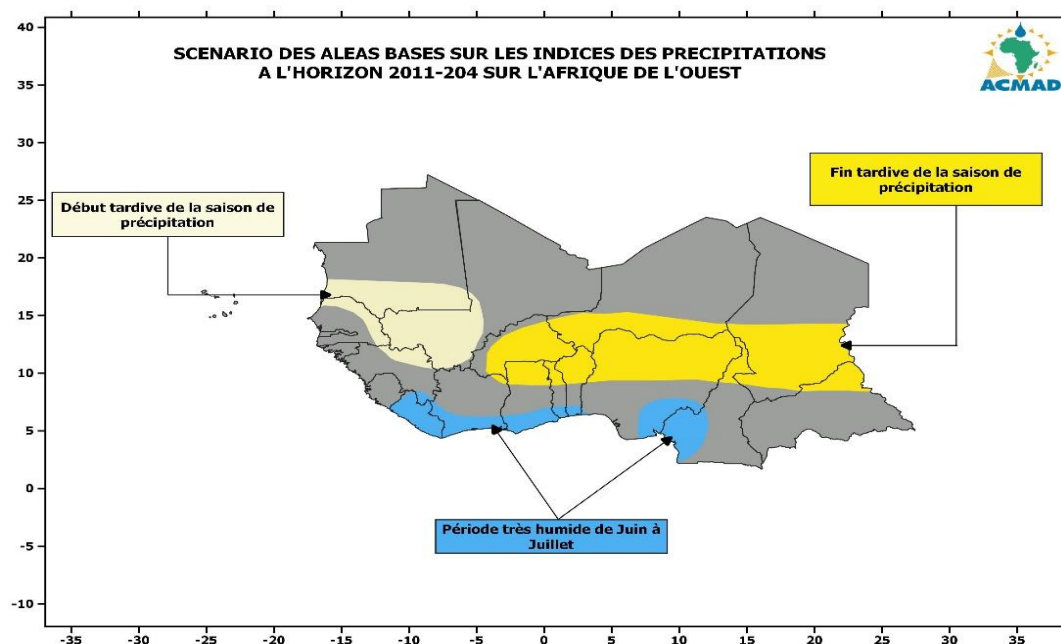 SCENARIO DES ALEAS BASES SUR LES INDICES DES PRECIPITATIONS
A L'HORIZON 2011-204 SUR L'AFRIQUE DE L'OUEST
ACMAD
Fin tardive de la saison de
précipitation
Début tardive de la saison de
précipitation
Période très humide de Juin à
Juillet
40
35
30
25
20
15
10
5
0
-5
-10
-35
-30
-25
-20
-15
-10
-5
0
5
10
15
20
25
30
35